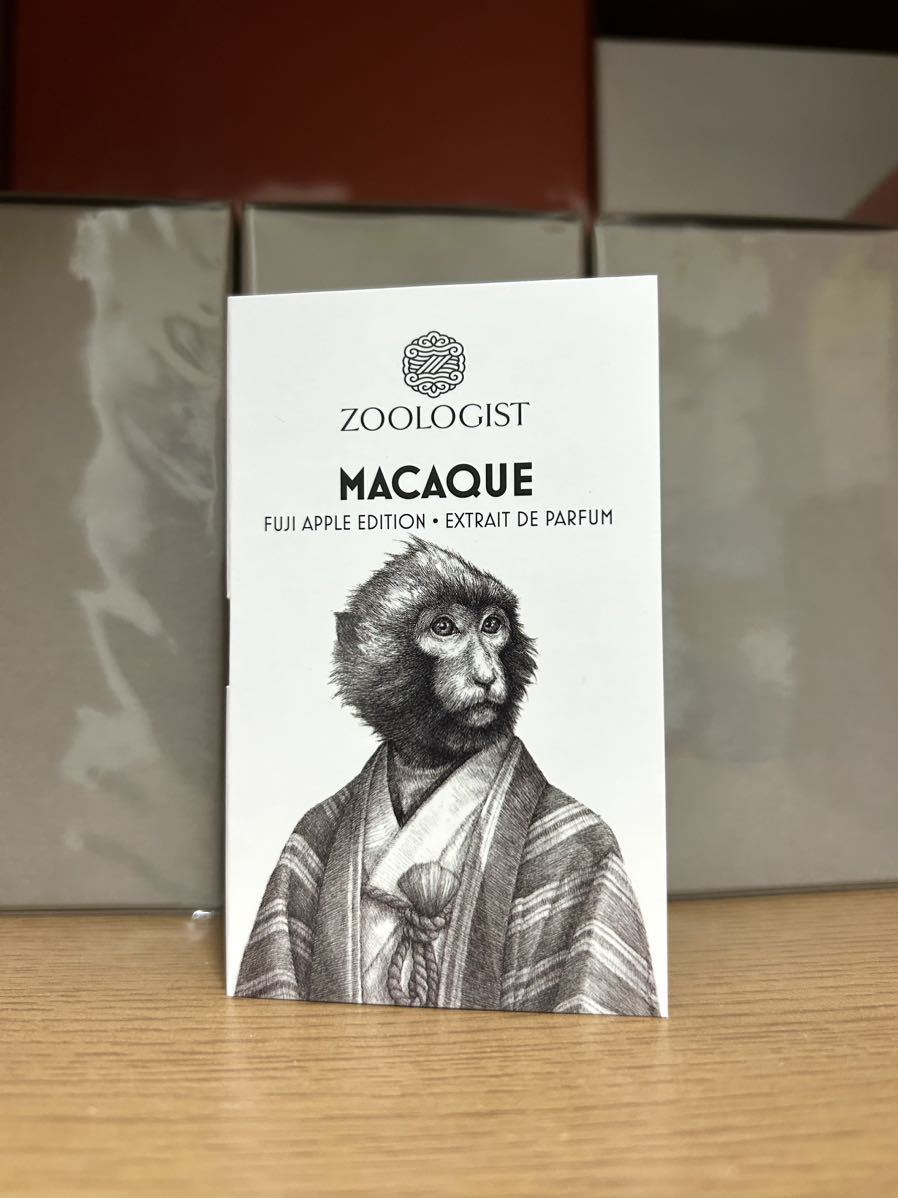 ZOOLOGIST
MACAQUE
FUJI APPLE EDITION • EXTRAIT DE PARFUM